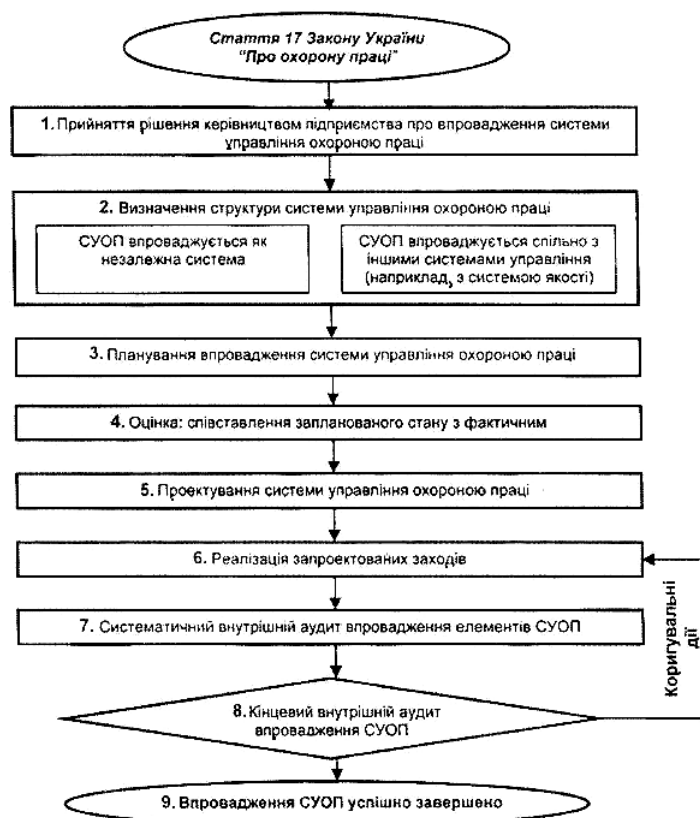 Стаття 17 Закону України
“Про охорону праці”
1. Прийняття рішення керівництвом підприємства про впровадження системи
управління охороною праці
2. Визначення структури системи управління охороною праці
СУОП впроваджується як
незалежна система
СУОП впроваджується спільно з
іншими системами управління
(наприклад, з системою якості)
3. Планування впровадження системи управління охороною праці
4. Оцінка: співставлення запланованого стану з фактичним
5. Проектування системи управління охороною праці
6. Реалізація запроектованих заходів
7. Систематичний внутрішній аудит впровадження елементів СУОП
Коригувальні
дії
8. Кінцевий внутрішній аудит
впровадження СУОП
9. Впровадження СУОП успішно завершено